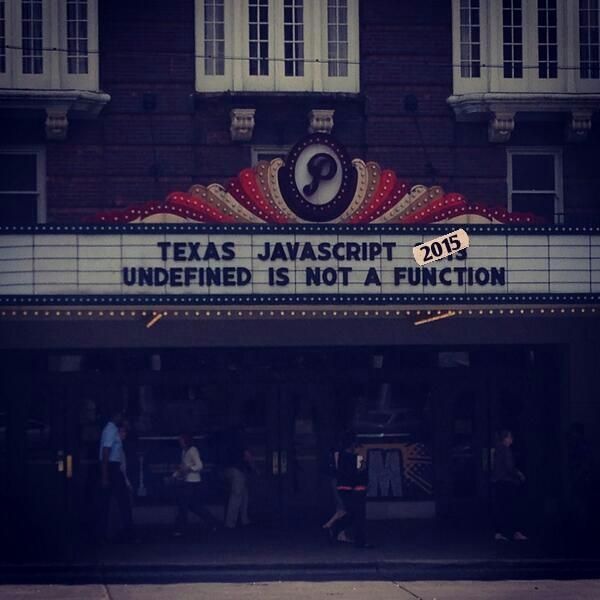 P
TEXAS JAVASCRIPT 2015
UNDEFINED IS NOT A FUNCTION
M